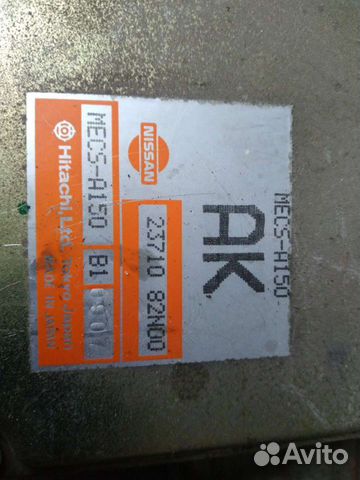 MECS-A150
AK
NISSAN
23710 82N00
MECS-A150 B1
Hitachi, Ltd. Tokyo Japan
MADE IN JAPAN
Avito